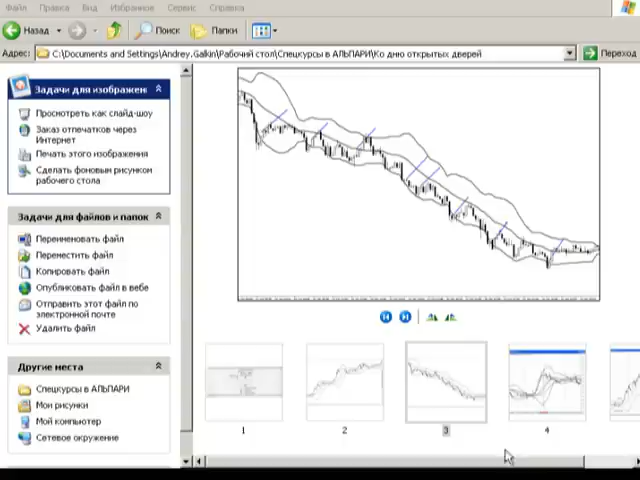 Файл Правка Вид Избранное Сервис Справка
Назад Поиск Папки
Адрес: C:\Documents and Settings\Andrey.Galkin\Рабочий стол\Спецкурсы в АЛЬПАРИ\Ко дню открытых дверей Переход
Задачи для изображен
Просмотреть как слайд-шоу
Заказ отпечатков через
Интернет
Печать этого изображения
Сделать фоновым рисунком
рабочего стола
Задачи для файлов и папок
Переименовать файл
Переместить файл
Копировать файл
Опубликовать файл в вебе
Отправить этот файл по
электронной почте
Удалить файл
Другие места
Спецкурсы в АЛЬПАРИ
Мои рисунки
Мой компьютер
Сетевое окружение
1 2 3 4